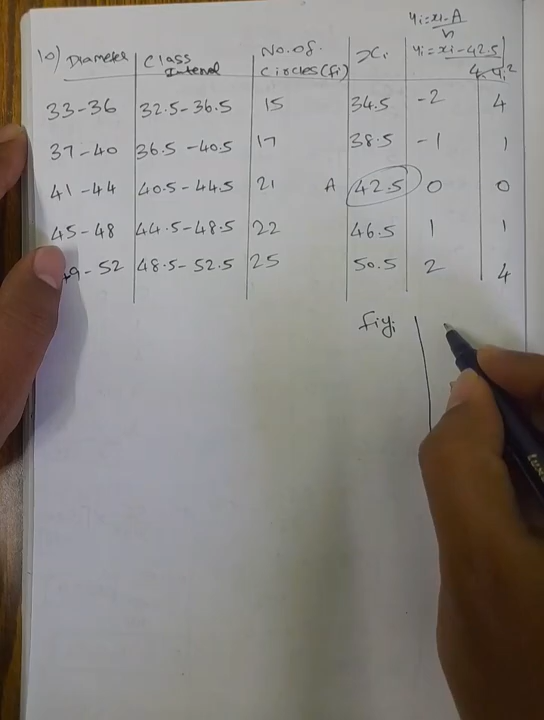 yi = xi-A
h
10) Diameter Class Interval No. of. Circles (fi) xi yi = xi-42.5 yi²
4
33-36 32.5-36.5 15 34.5 -2 4
37-40 36.5-40.5 17 38.5 -1 1
41-44 40.5-44.5 21 A 42.5 0 0
45-48 44.5-48.5 22 46.5 1 1
49-52 48.5-52.5 25 50.5 2 4
fiyi